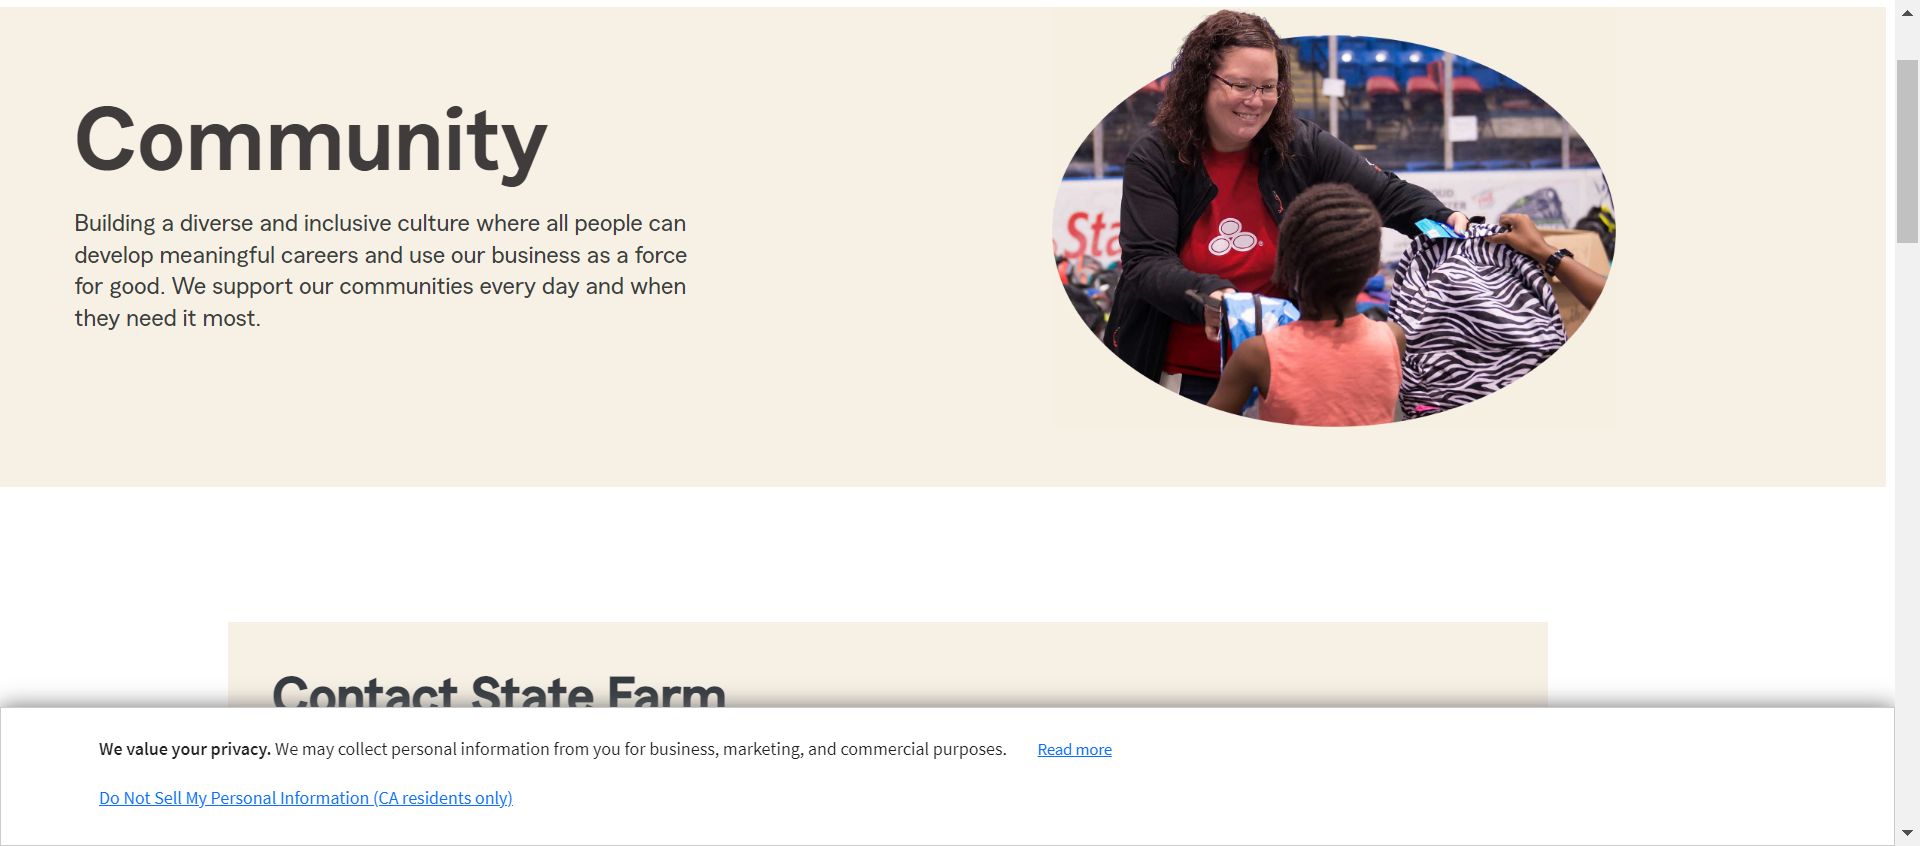 Community
Building a diverse and inclusive culture where all people can
develop meaningful careers and use our business as a force
for good. We support our communities every day and when
they need it most.
Sta
Contact State Farm
We value your privacy. We may collect personal information from you for business, marketing, and commercial purposes. Read more
Do Not Sell My Personal Information (CA residents only)